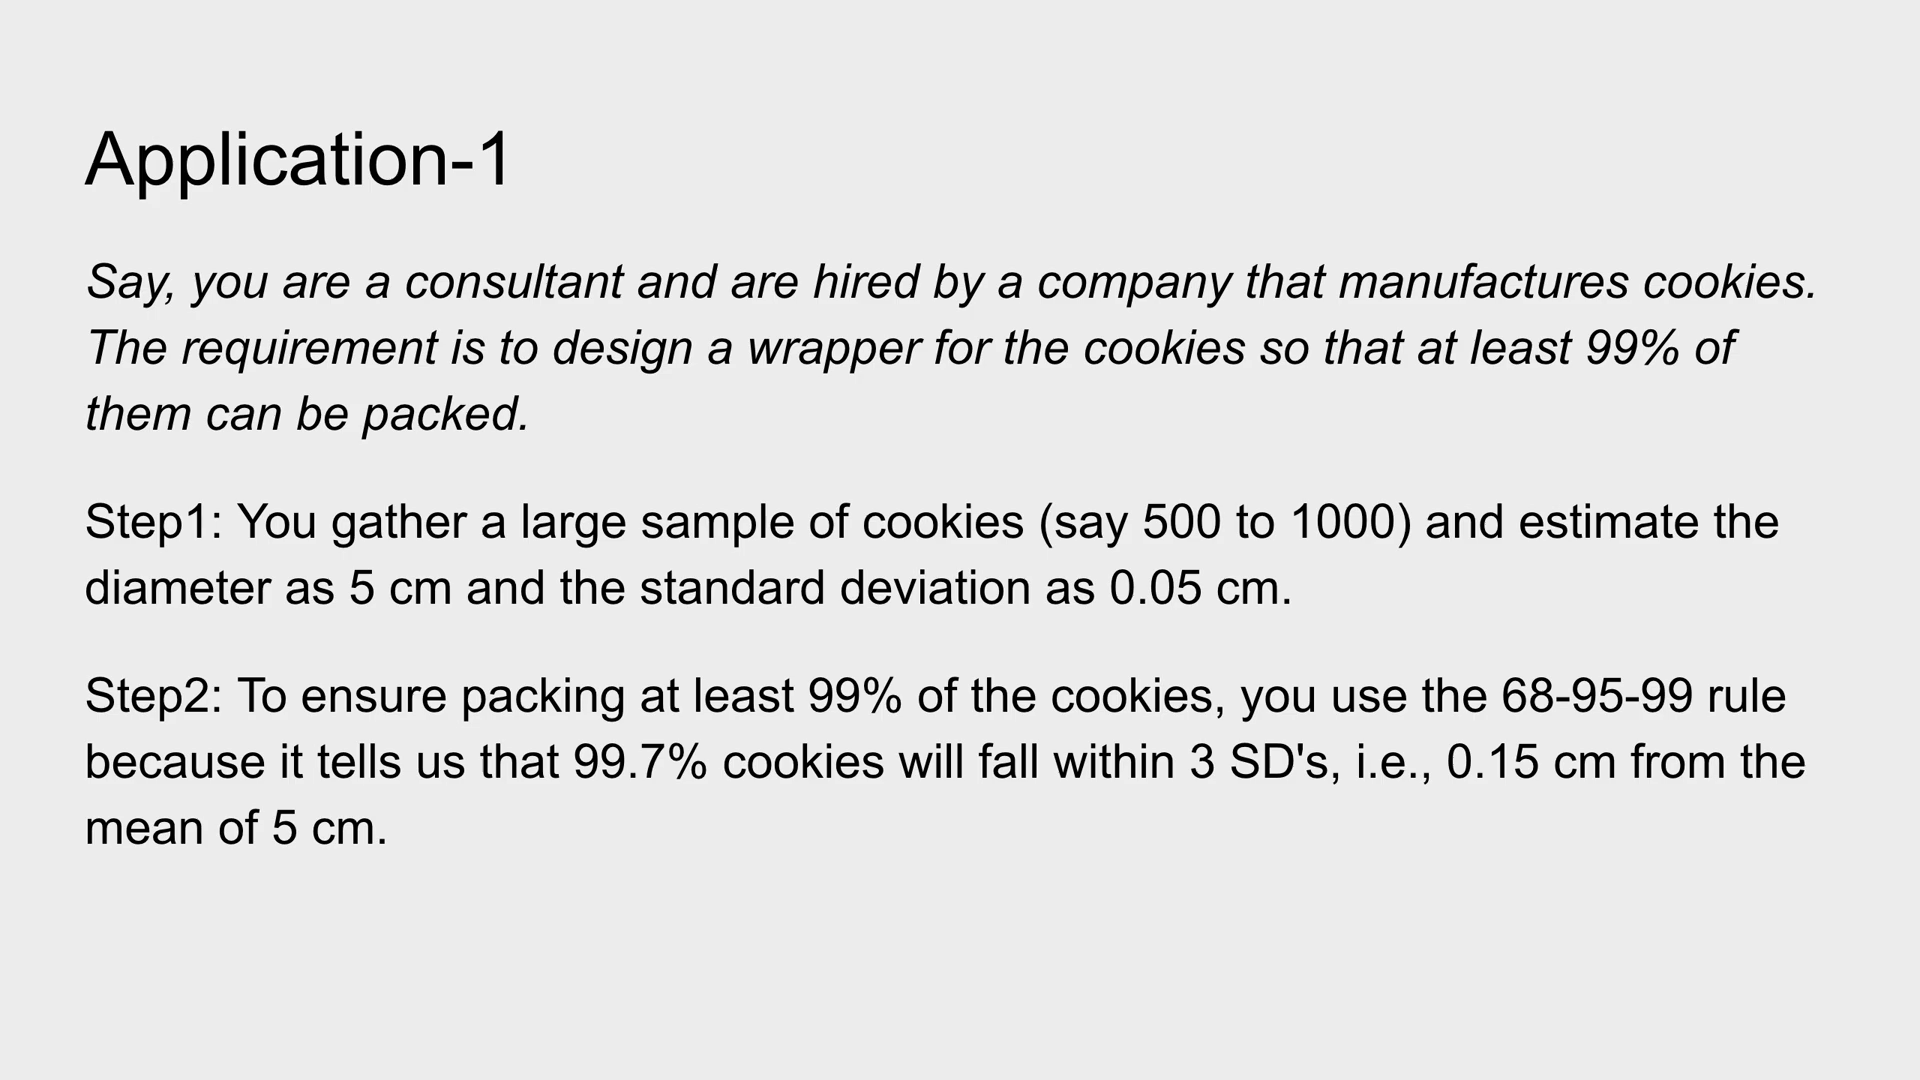 Application-1
Say, you are a consultant and are hired by a company that manufactures cookies.
The requirement is to design a wrapper for the cookies so that at least 99% of
them can be packed.
Step1: You gather a large sample of cookies (say 500 to 1000) and estimate the
diameter as 5 cm and the standard deviation as 0.05 cm.
Step2: To ensure packing at least 99% of the cookies, you use the 68-95-99 rule
because it tells us that 99.7% cookies will fall within 3 SD's, i.e., 0.15 cm from the
mean of 5 cm.